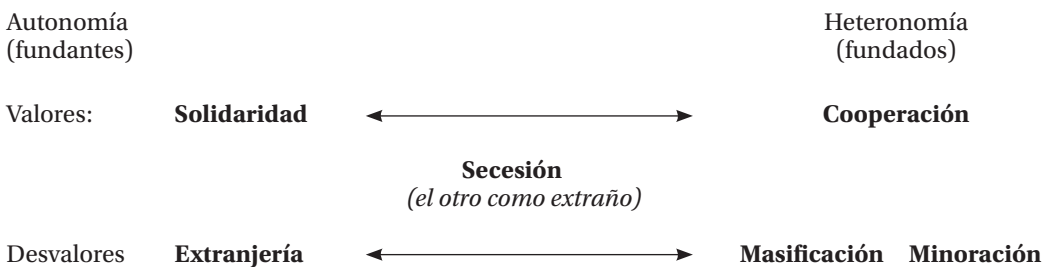 Autonomía Heteronomía
(fundantes) (fundados)
Valores: Solidaridad Cooperación
Secesión
(el otro como extraño)
Desvalores Extranjería Masificación Minoración